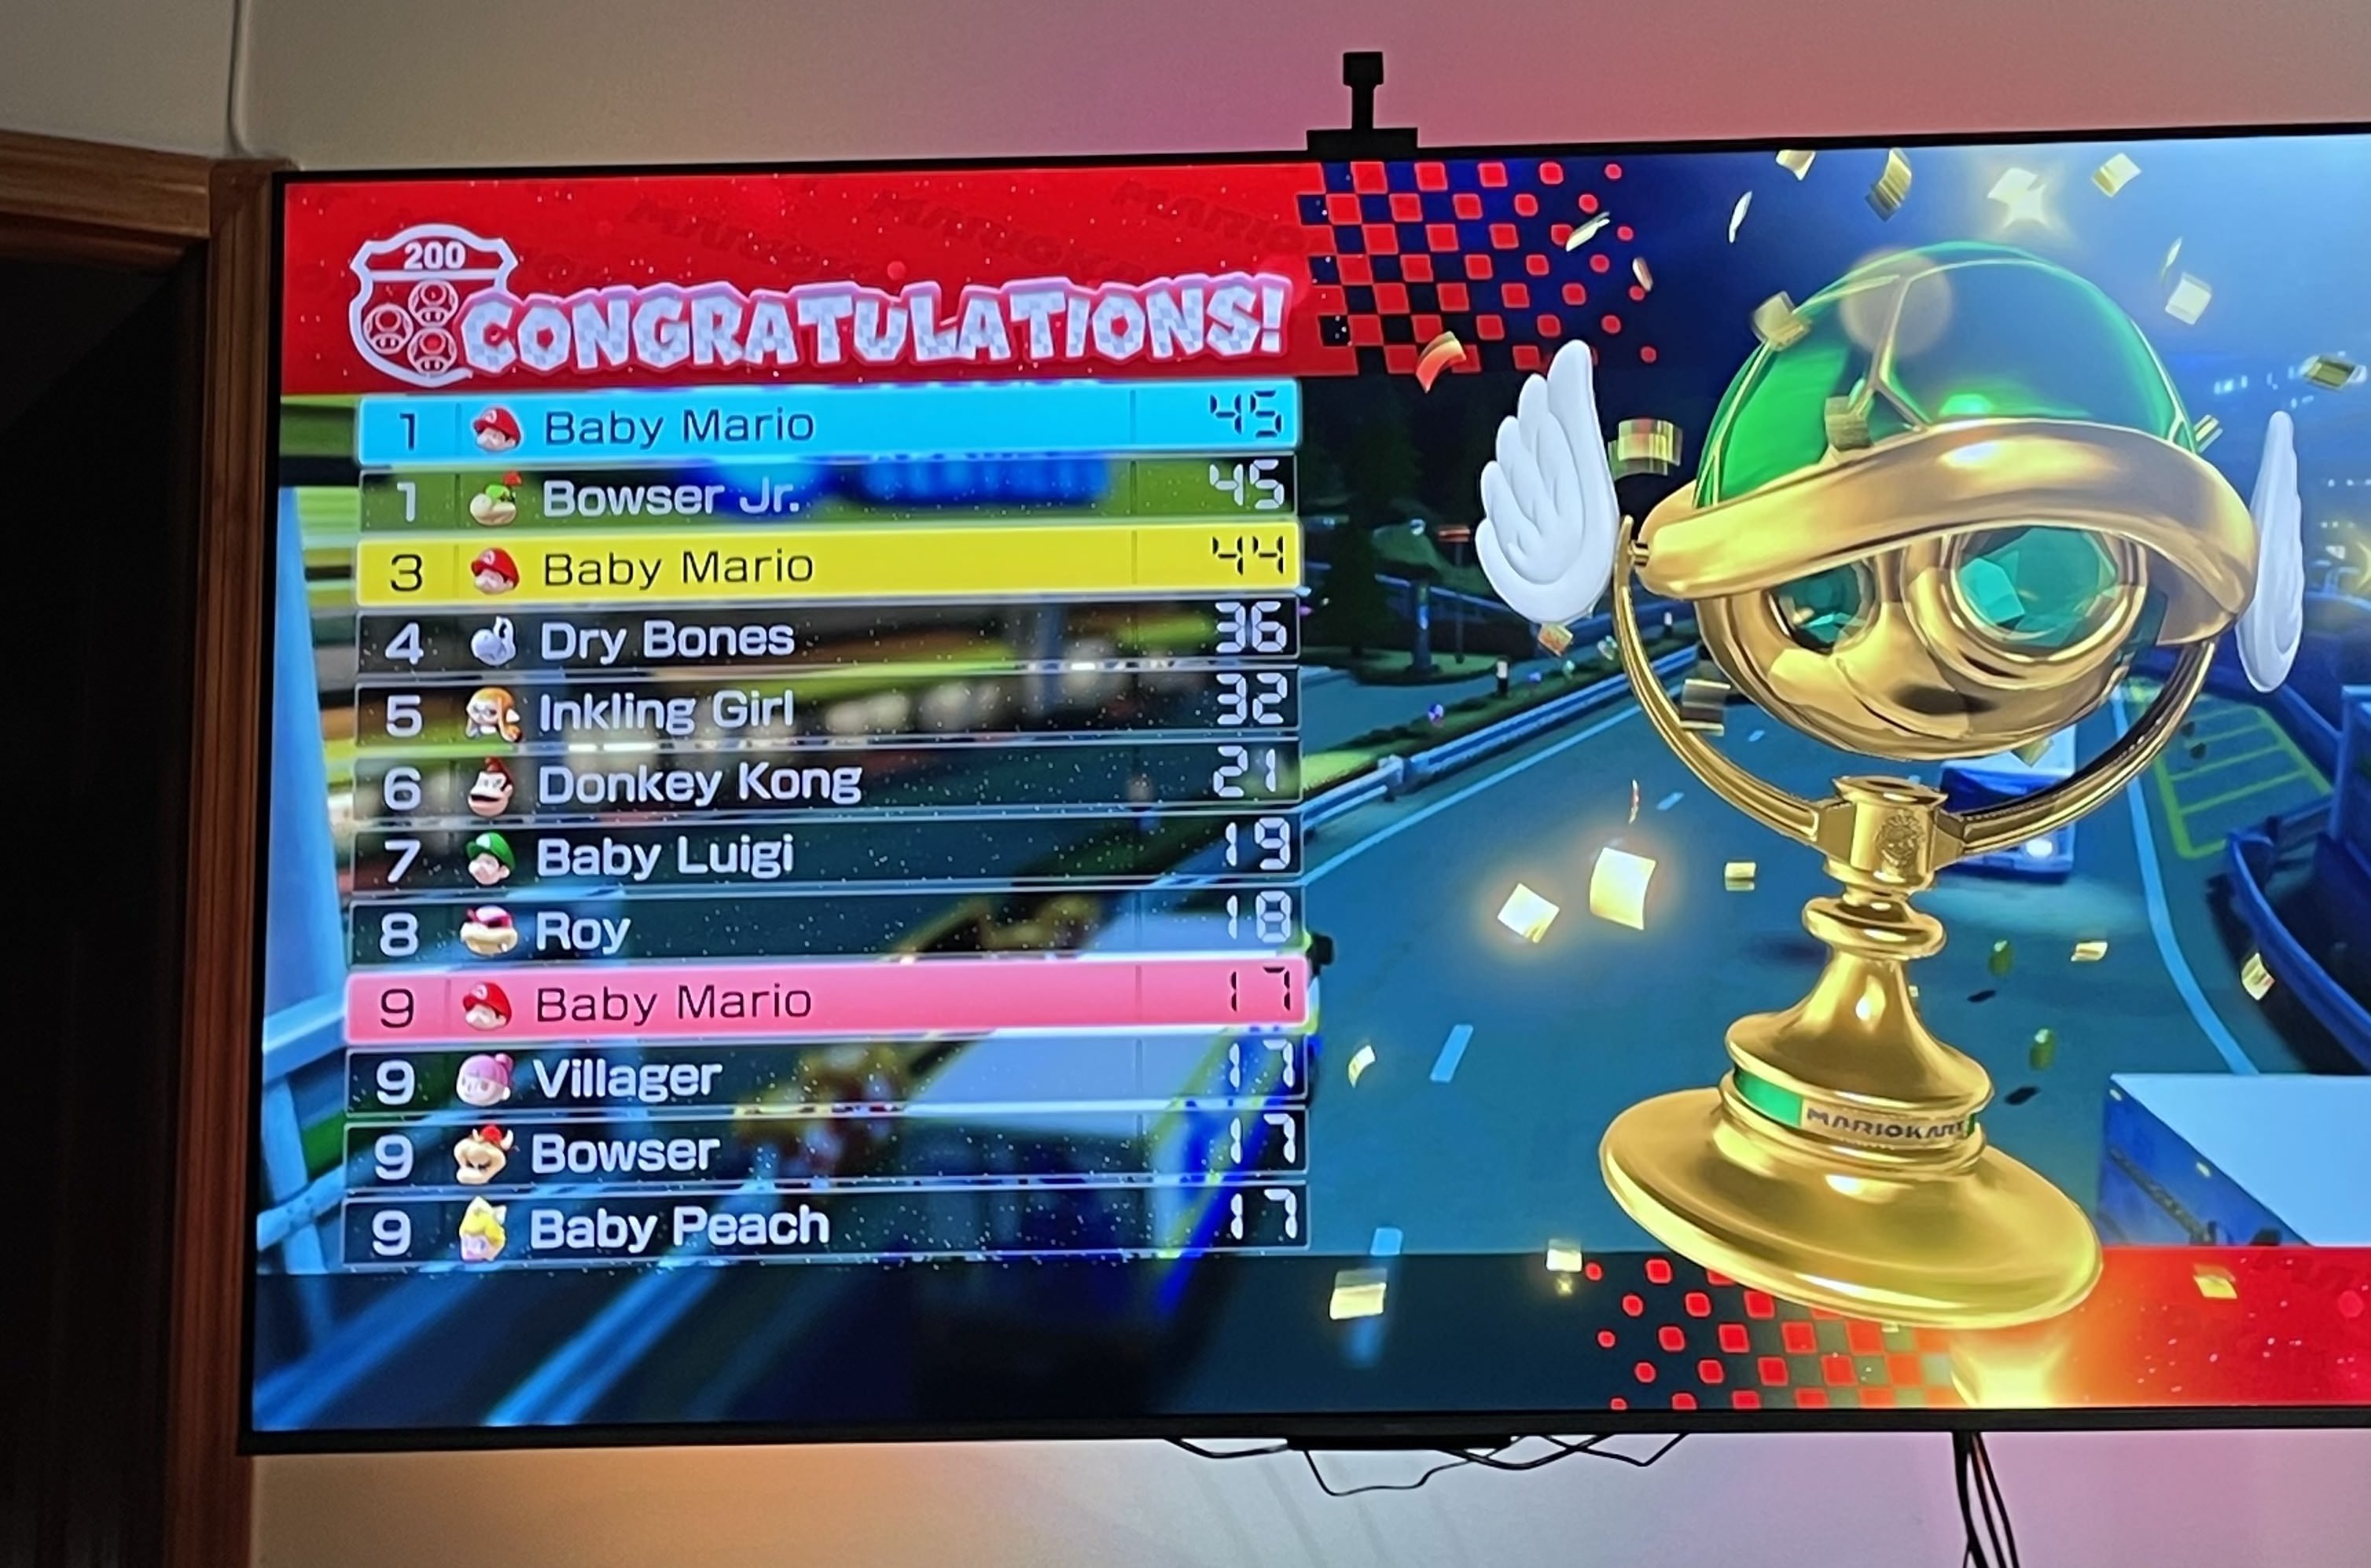 200
CONGRATULATIONS!
1 Baby Mario 45
1 Bowser Jr. 45
3 Baby Mario 44
4 Dry Bones 36
5 Inkling Girl 32
6 Donkey Kong 21
7 Baby Luigi 19
8 Roy 18
9 Baby Mario 17
9 Villager 17
9 Bowser 17
9 Baby Peach 17
MARIOKART